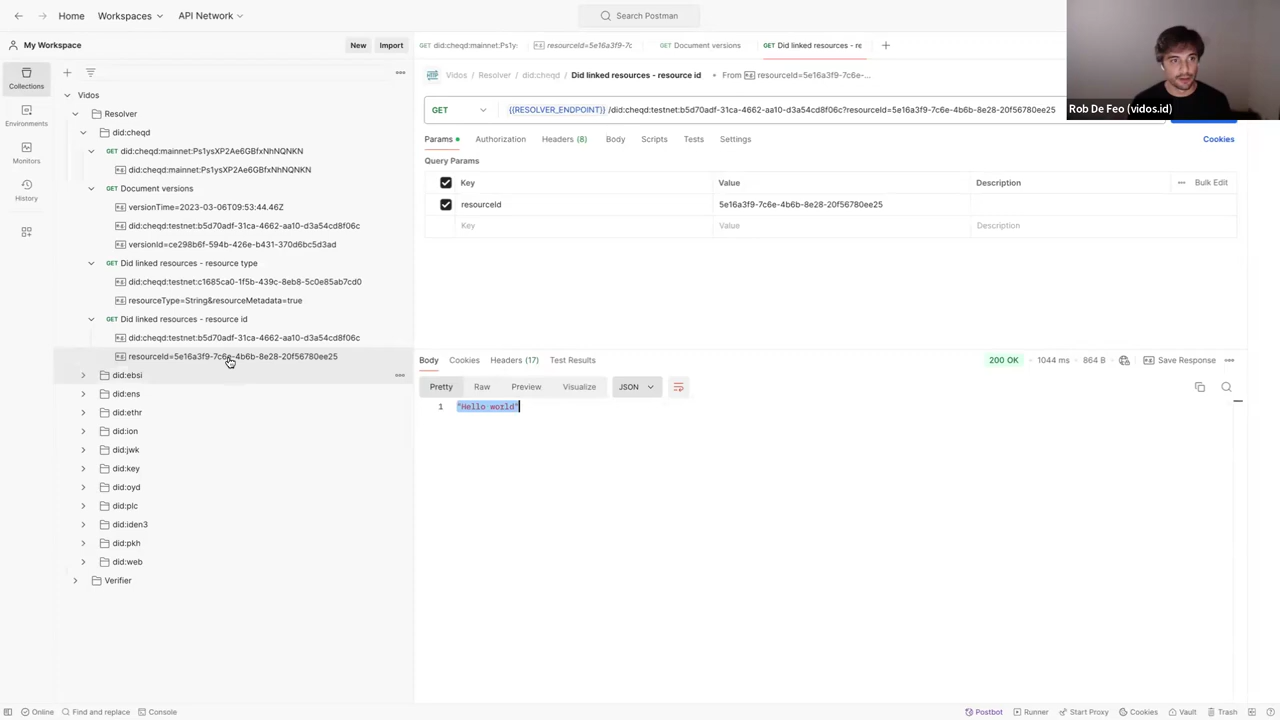 Home Workspaces API Network Search Postman
My Workspace New Import
did:cheqd:mainnet:Ps1y: resourceId=5e16a3f9-7c Document versions Did linked resources - re
Collections
Environments
Monitors
History
Vidos
Resolver
did:cheqd
GET did:cheqd:mainnet:Ps1ysXP2Ae6GBfxNhNQNKN
did:cheqd:mainnet:Ps1ysXP2Ae6GBfxNhNQNKN
GET Document versions
versionTime=2023-03-06T09:53:44.46Z
did:cheqd:testnet:b5d70adf-31ca-4662-aa10-d3a54cd8f06c
versionId=ce298b6f-594b-426e-b431-370d6bc5d3ad
GET Did linked resources - resource type
did:cheqd:testnet:c1685ca0-1f5b-439c-8eb8-5c0e85ab7cd0
resourceType=String&resourceMetadata=true
GET Did linked resources - resource id
did:cheqd:testnet:b5d70adf-31ca-4662-aa10-d3a54cd8f06c
resourceId=5e16a3f9-7c6e-4b6b-8e28-20f56780ee25
did:ebsi
did:ens
did:ethr
did:ion
did:jwk
did:key
did:oyd
did:plc
did:iden3
did:pkh
did:web
Verifier
Vidos / Resolver / did:cheqd / Did linked resources - resource id • From resourceId=5e16a3f9-7c6e-...
GET {{RESOLVER_ENDPOINT}} /did:cheqd:testnet:b5d70adf-31ca-4662-aa10-d3a54cd8f06c?resourceId=5e16a3f9-7c6e-4b6b-8e28-20f56780ee25
Rob De Feo (vidos.id)
Params Authorization Headers (8) Body Scripts Tests Settings Cookies
Query Params
Key Value Description Bulk Edit
resourceId 5e16a3f9-7c6e-4b6b-8e28-20f56780ee25
Key Value Description
Body Cookies Headers (17) Test Results 200 OK 1044 ms 864 B Save Response
Pretty Raw Preview Visualize JSON
1 "Hello world"
Online Find and replace Console Postbot Runner Start Proxy Cookies Vault Trash